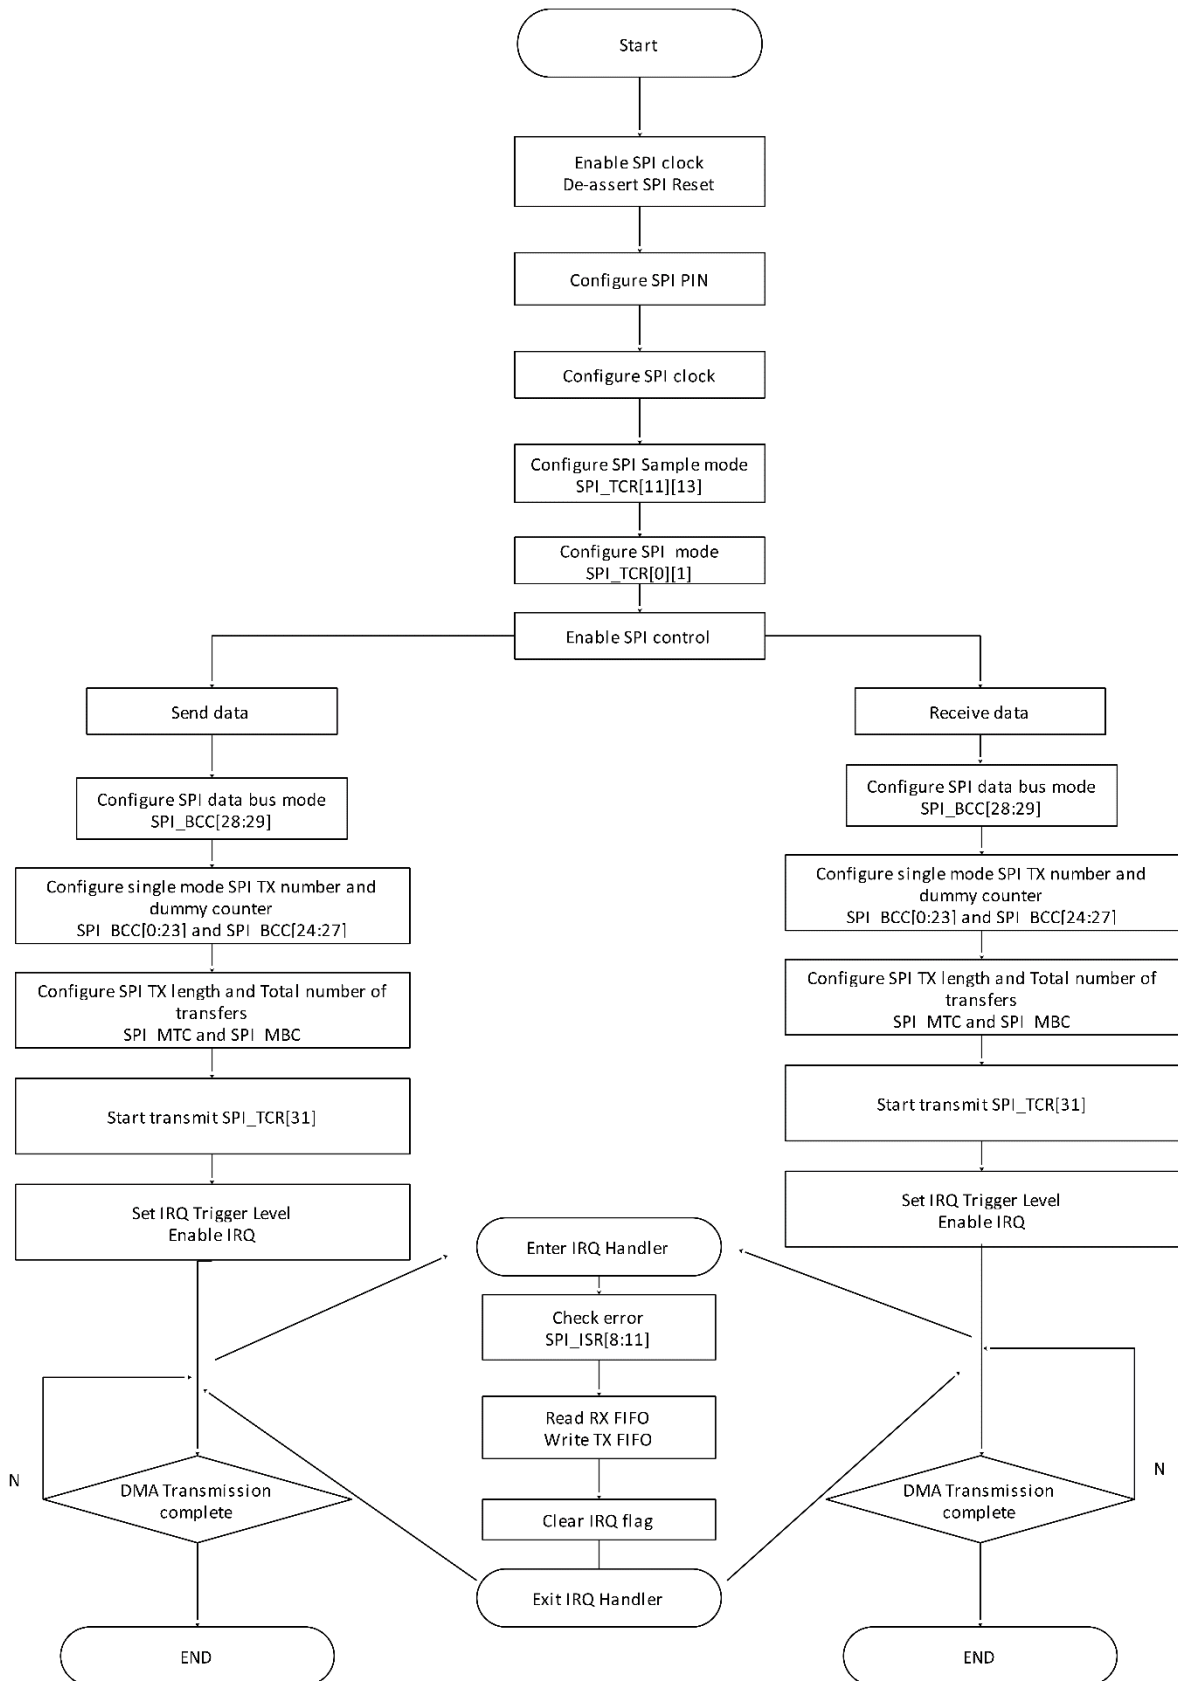 Start
Enable SPI clock
De-assert SPI Reset
Configure SPI PIN
Configure SPI clock
Configure SPI Sample mode
SPI_TCR[11][13]
Configure SPI  mode
SPI_TCR[0][1]
Enable SPI control
Send data
Configure SPI data bus mode
SPI_BCC[28:29]
Configure single mode SPI TX number and
dummy counter
SPI_BCC[0:23] and SPI_BCC[24:27]
Configure SPI TX length and Total number of
transfers
SPI_MTC and SPI_MBC
Start transmit SPI_TCR[31]
Set IRQ Trigger Level
Enable IRQ
N
DMA Transmission
complete
END
Receive data
Configure SPI data bus mode
SPI_BCC[28:29]
Configure single mode SPI TX number and
dummy counter
SPI_BCC[0:23] and SPI_BCC[24:27]
Configure SPI TX length and Total number of
transfers
SPI_MTC and SPI_MBC
Start transmit SPI_TCR[31]
Set IRQ Trigger Level
Enable IRQ
N
DMA Transmission
complete
END
Enter IRQ Handler
Check error
SPI_ISR[8:11]
Read RX FIFO
Write TX FIFO
Clear IRQ flag
Exit IRQ Handler